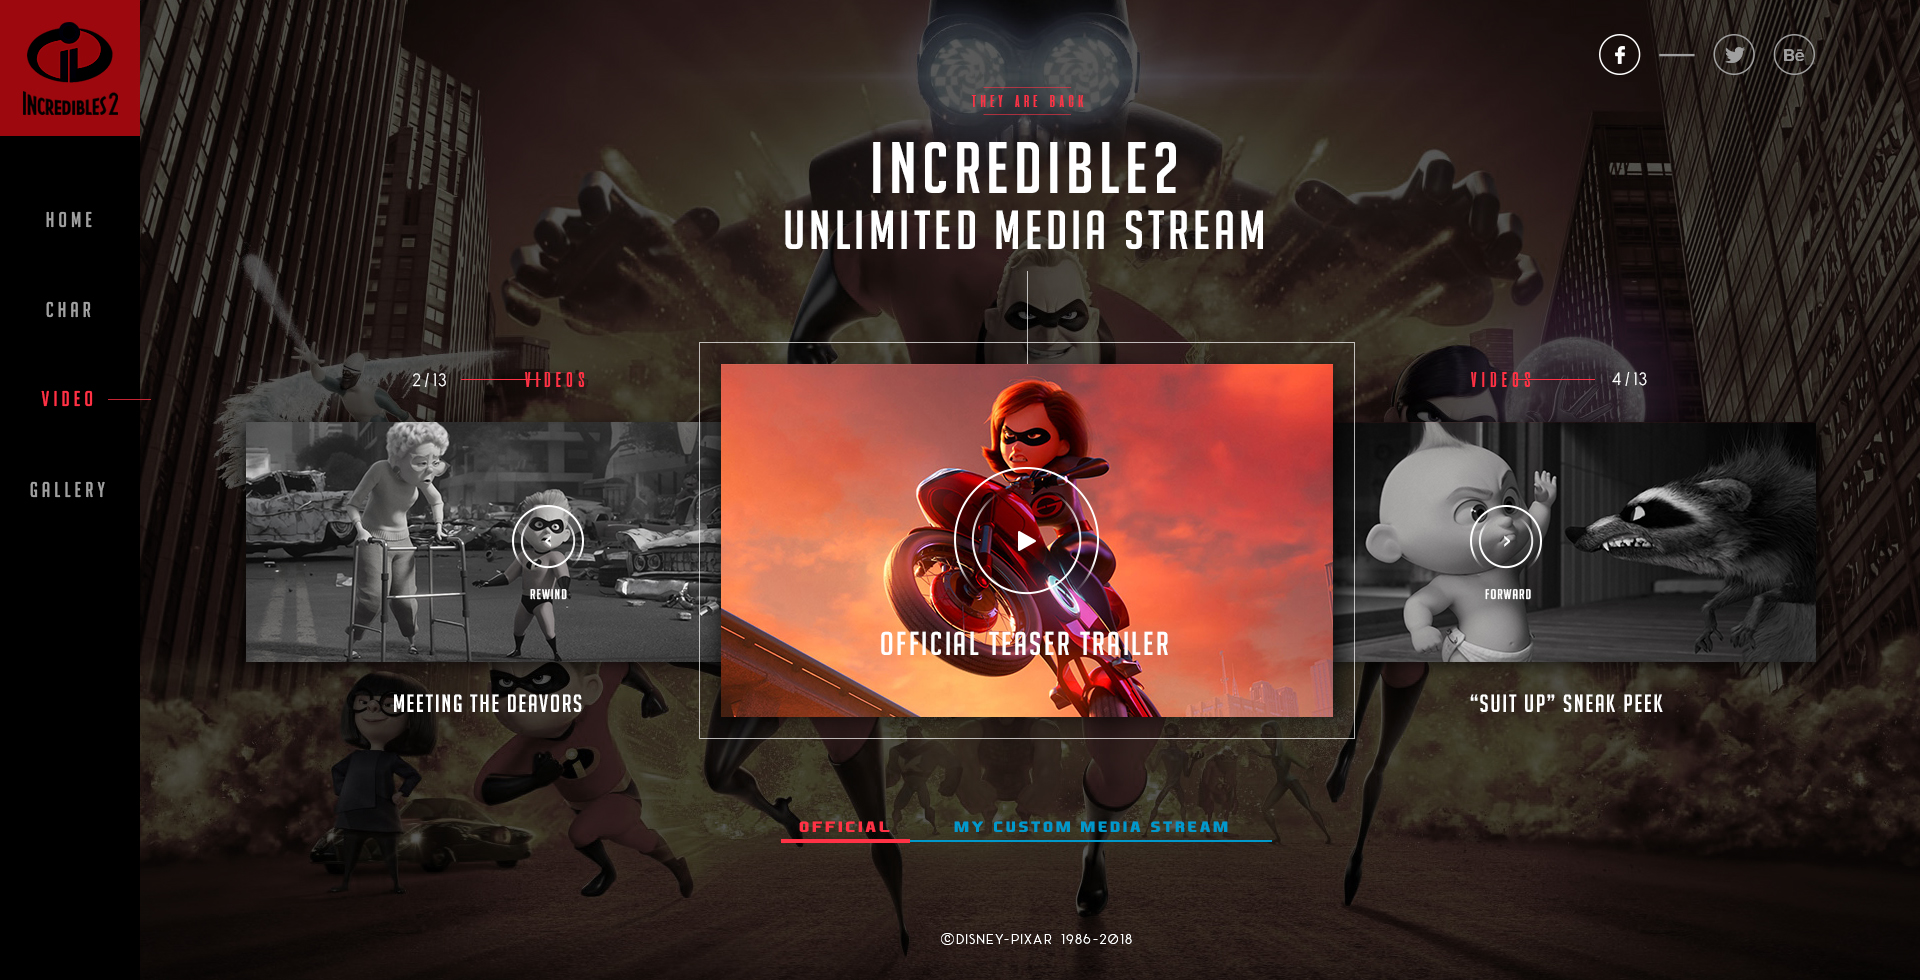 INCREDIBLES 2
HOME
CHAR
VIDEO
GALLERY
f
Bē
THEY ARE BACK
INCREDIBLE2
UNLIMITED MEDIA STREAM
2/13
VIDEOS
VIDEOS
4/13
REWIND
FORWARD
OFFICIAL TEASER TRAILER
MEETING THE DEAVORS
“SUIT UP” SNEAK PEEK
OFFICIAL
MY CUSTOM MEDIA STREAM
©DISNEY-PIXAR 1986-2018